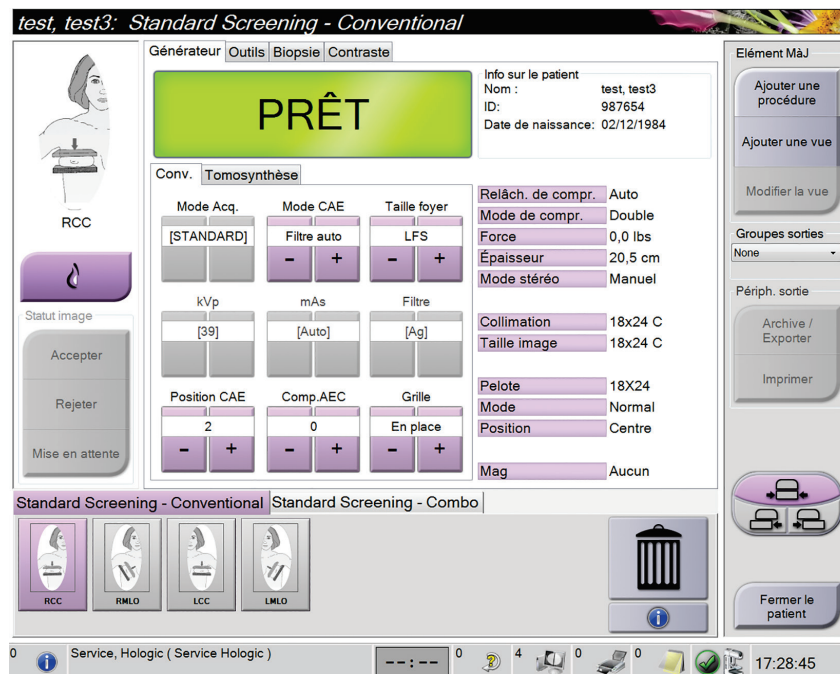 test, test3: Standard Screening - Conventional
RCC
Statut image
Accepter
Rejeter
Mise en attente
Générateur Outils Biopsie Contraste
PRÊT
Info sur le patient
Nom : test, test3
ID: 987654
Date de naissance: 02/12/1984
Conv. Tomosynthèse
Mode Acq. Mode CAE Taille foyer
[STANDARD] Filtre auto LFS
- + - +
kVp mAs Filtre
[39] [Auto] [Ag]
Position CAE Comp.AEC Grille
2 0 En place
- + - + - +
Relâch. de compr. Auto
Mode de compr. Double
Force 0,0 lbs
Épaisseur 20,5 cm
Mode stéréo Manuel
Collimation 18x24 C
Taille image 18x24 C
Pelote 18X24
Mode Normal
Position Centre
Mag Aucun
Elément MàJ
Ajouter une
procédure
Ajouter une vue
Modifier la vue
Groupes sorties
None
Périph. sortie
Archive /
Exporter
Imprimer
Fermer le
patient
Standard Screening - Conventional Standard Screening - Combo
RCC RMLO LCC LMLO
0 Service, Hologic ( Service Hologic ) --:-- 0 4 0 0 17:28:45